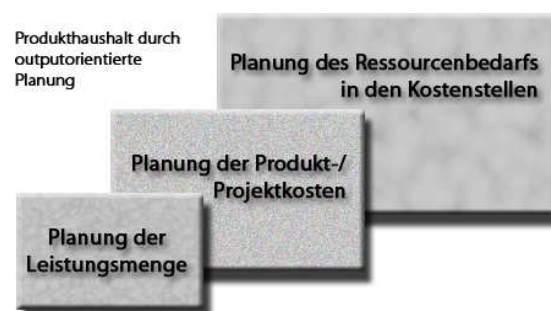 Produkthaushalt durch
outputorientierte
Planung
Planung des Ressourcenbedarfs
in den Kostenstellen
Planung der Produkt-/
Projektkosten
Planung der
Leistungsmenge